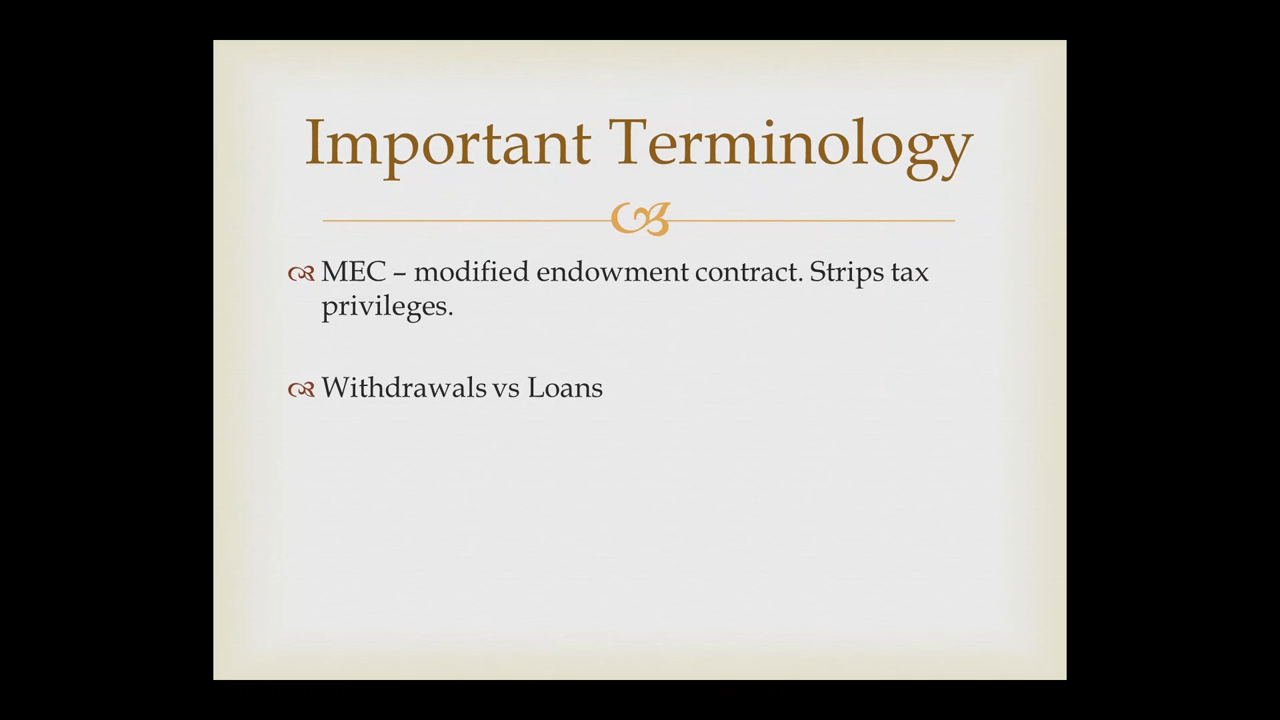 Important Terminology
MEC – modified endowment contract. Strips tax
privileges.
Withdrawals vs Loans